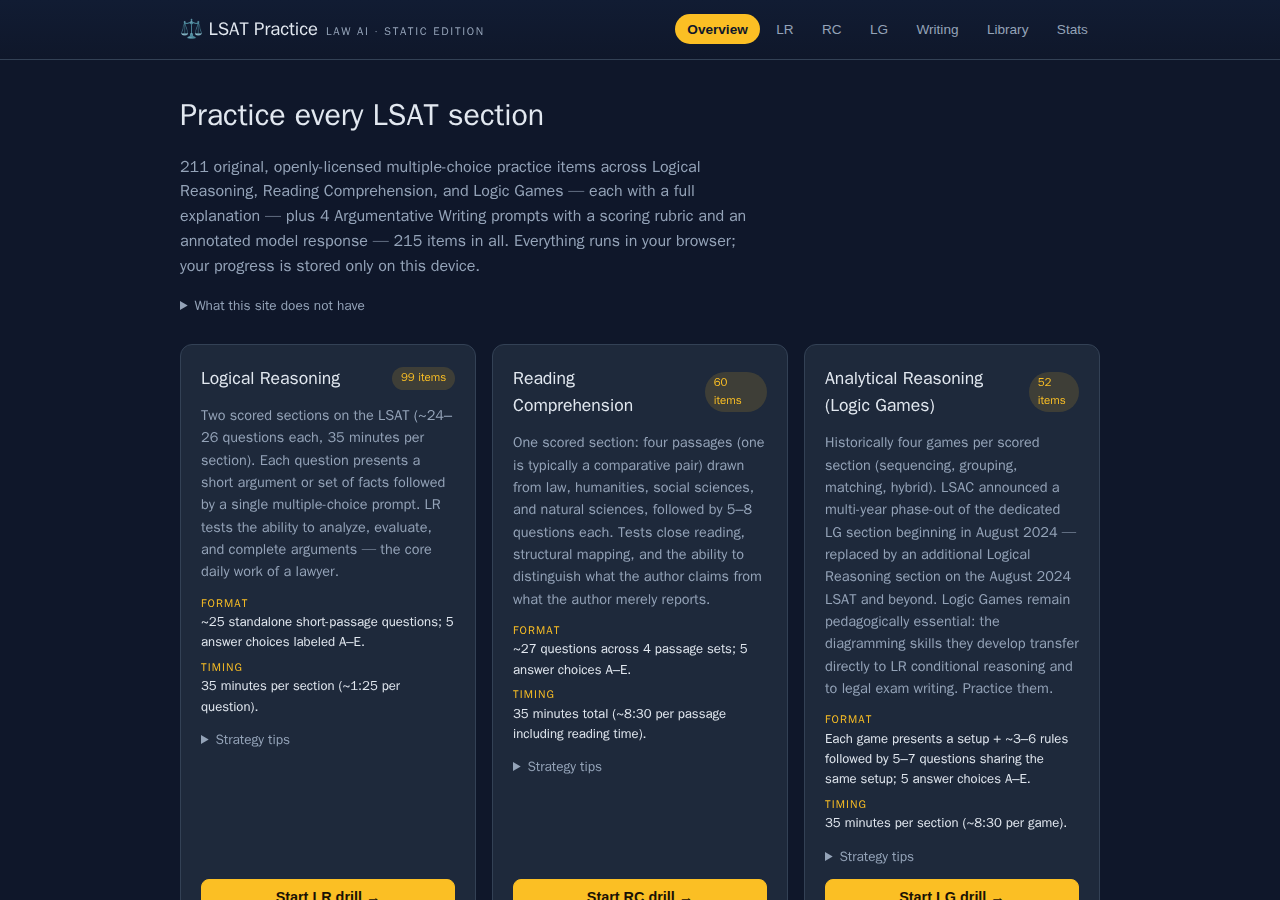 ⚖️ LSAT Practice LAW AI · STATIC EDITION
Overview LR RC LG Writing Library Stats
Practice every LSAT section
211 original, openly-licensed multiple-choice practice items across Logical
Reasoning, Reading Comprehension, and Logic Games — each with a full
explanation — plus 4 Argumentative Writing prompts with a scoring rubric and an
annotated model response — 215 items in all. Everything runs in your browser;
your progress is stored only on this device.
▶ What this site does not have
Logical Reasoning
99 items
Two scored sections on the LSAT (~24–
26 questions each, 35 minutes per
section). Each question presents a
short argument or set of facts followed
by a single multiple-choice prompt. LR
tests the ability to analyze, evaluate,
and complete arguments — the core
daily work of a lawyer.
FORMAT
~25 standalone short-passage questions; 5
answer choices labeled A–E.
TIMING
35 minutes per section (~1:25 per
question).
▶ Strategy tips
Start LR drill →
Reading
Comprehension
60
items
One scored section: four passages (one
is typically a comparative pair) drawn
from law, humanities, social sciences,
and natural sciences, followed by 5–8
questions each. Tests close reading,
structural mapping, and the ability to
distinguish what the author claims from
what the author merely reports.
FORMAT
~27 questions across 4 passage sets; 5
answer choices A–E.
TIMING
35 minutes total (~8:30 per passage
including reading time).
▶ Strategy tips
Start RC drill →
Analytical Reasoning
(Logic Games)
52
items
Historically four games per scored
section (sequencing, grouping,
matching, hybrid). LSAC announced a
multi-year phase-out of the dedicated
LG section beginning in August 2024 —
replaced by an additional Logical
Reasoning section on the August 2024
LSAT and beyond. Logic Games remain
pedagogically essential: the
diagramming skills they develop transfer
directly to LR conditional reasoning and
to legal exam writing. Practice them.
FORMAT
Each game presents a setup + ~3–6 rules
followed by 5–7 questions sharing the
same setup; 5 answer choices A–E.
TIMING
35 minutes per section (~8:30 per game).
▶ Strategy tips
Start LG drill →